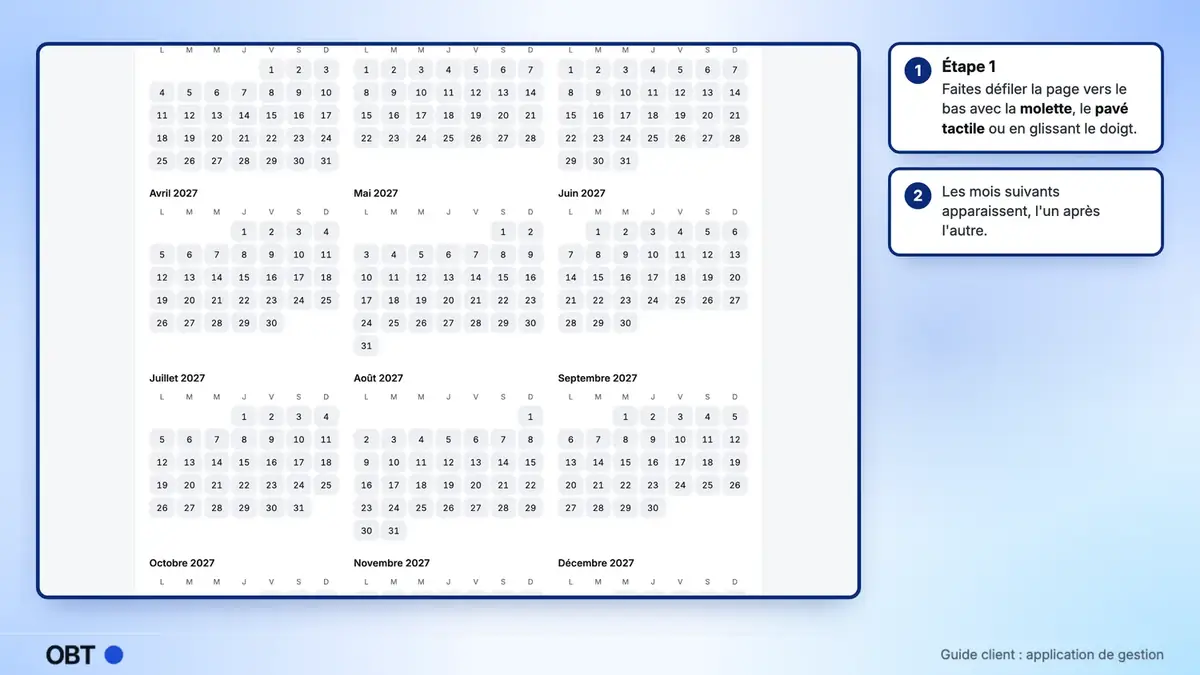 L M M J V S D L M M J V S D L M M J V S D
1 2 3 1 2 3 4 5 6 7 1 2 3 4 5 6 7
4 5 6 7 8 9 10 8 9 10 11 12 13 14 8 9 10 11 12 13 14
11 12 13 14 15 16 17 15 16 17 18 19 20 21 15 16 17 18 19 20 21
18 19 20 21 22 23 24 22 23 24 25 26 27 28 22 23 24 25 26 27 28
25 26 27 28 29 30 31 29 30 31
Avril 2027 Mai 2027 Juin 2027
L M M J V S D L M M J V S D L M M J V S D
1 2 3 4 1 2 1 2 3 4 5 6
5 6 7 8 9 10 11 3 4 5 6 7 8 9 7 8 9 10 11 12 13
12 13 14 15 16 17 18 10 11 12 13 14 15 16 14 15 16 17 18 19 20
19 20 21 22 23 24 25 17 18 19 20 21 22 23 21 22 23 24 25 26 27
26 27 28 29 30 24 25 26 27 28 29 30 28 29 30
31
Juillet 2027 Août 2027 Septembre 2027
L M M J V S D L M M J V S D L M M J V S D
1 2 3 4 1 1 2 3 4 5
5 6 7 8 9 10 11 2 3 4 5 6 7 8 6 7 8 9 10 11 12
12 13 14 15 16 17 18 9 10 11 12 13 14 15 13 14 15 16 17 18 19
19 20 21 22 23 24 25 16 17 18 19 20 21 22 20 21 22 23 24 25 26
26 27 28 29 30 31 23 24 25 26 27 28 29 27 28 29 30
30 31
Octobre 2027 Novembre 2027 Décembre 2027
L M M J V S D L M M J V S D L M M J V S D
1 Étape 1
Faites défiler la page vers le
bas avec la molette, le pavé
tactile ou en glissant le doigt.
2 Les mois suivants
apparaissent, l'un après
l'autre.
OBT
Guide client : application de gestion